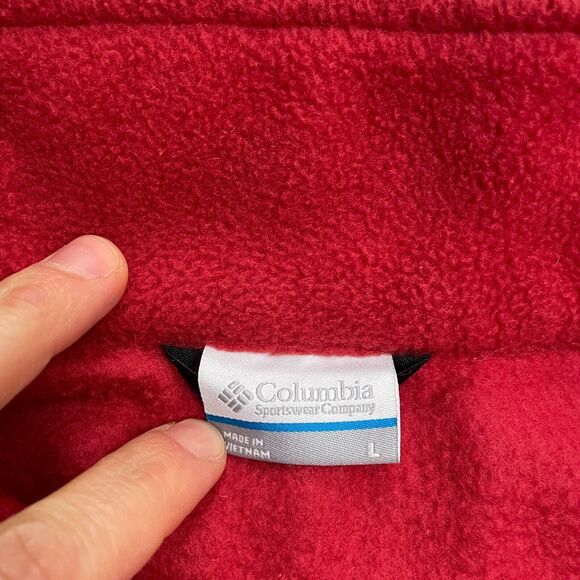 Columbia
Sportswear Company
MADE IN
VIETNAM
L